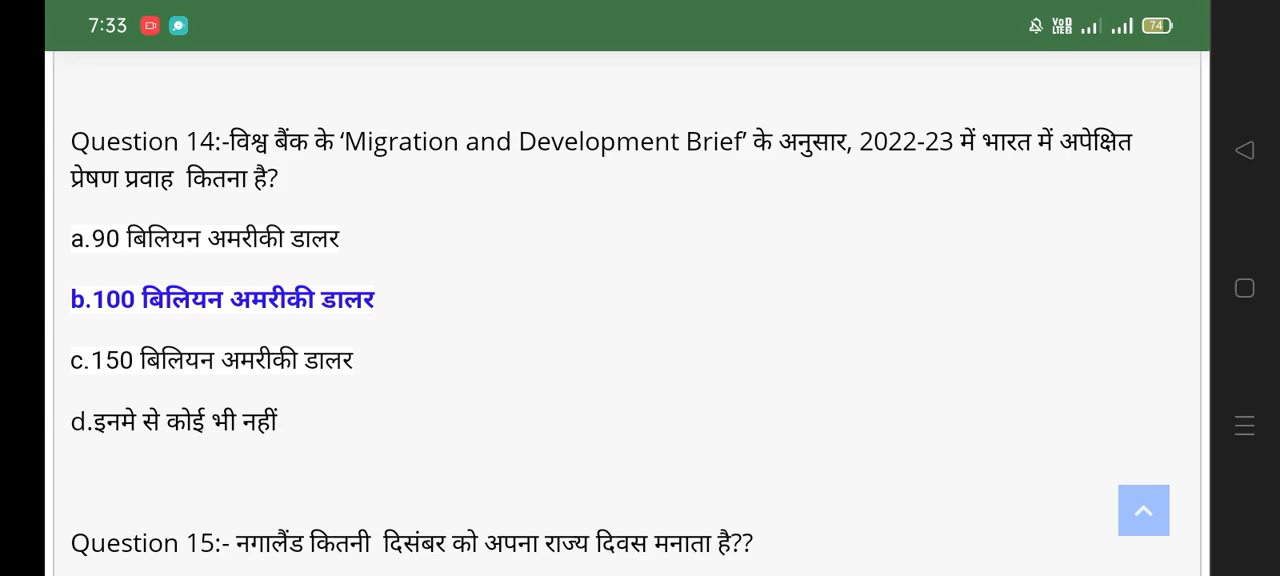 7:33
VoD LTE2 74
Question 14:-विश्व बैंक के ‘Migration and Development Brief’ के अनुसार, 2022-23 में भारत में अपेक्षित
प्रेषण प्रवाह कितना है?
a.90 बिलियन अमरीकी डालर
b.100 बिलियन अमरीकी डालर
c.150 बिलियन अमरीकी डालर
d.इनमे से कोई भी नहीं
Question 15:- नगालैंड कितनी दिसंबर को अपना राज्य दिवस मनाता है??